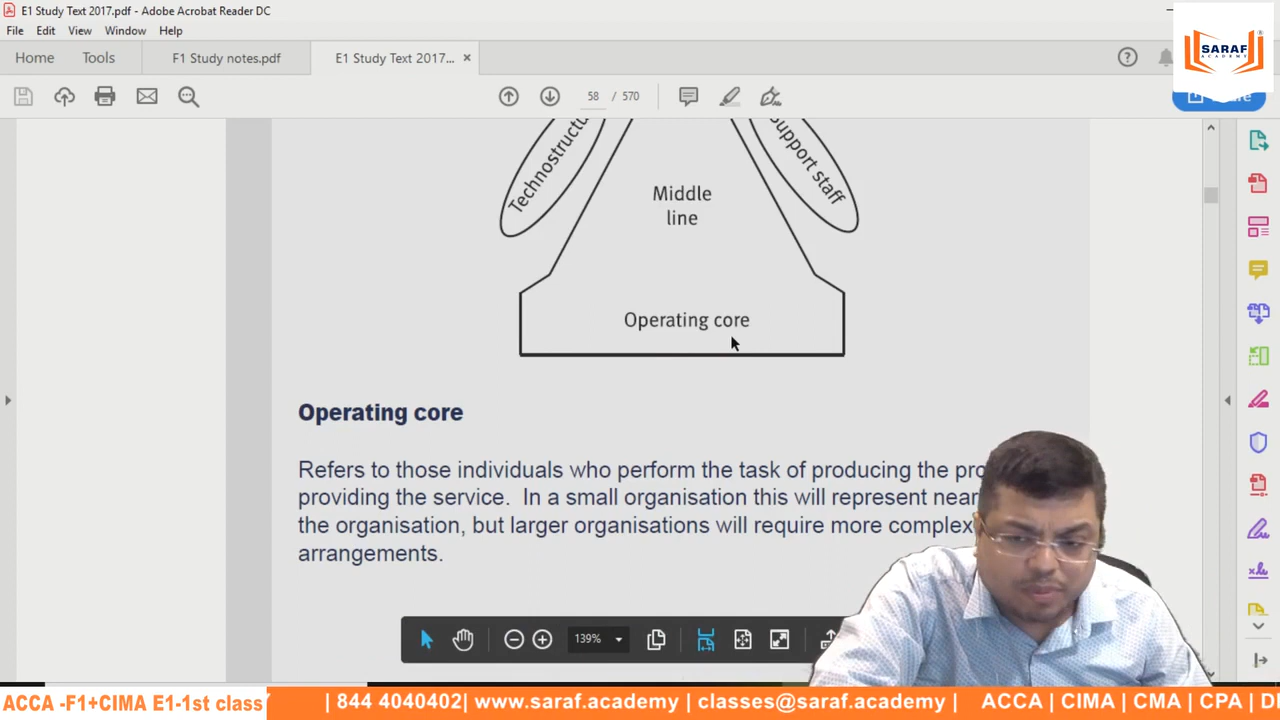 E1 Study Text 2017.pdf - Adobe Acrobat Reader DC
File Edit View Window Help
Home Tools F1 Study notes.pdf E1 Study Text 2017... ×
SARAF
ACADEMY
58 / 570
Technostructu
Support staff
Middle
line
Operating core
Operating core
Refers to those individuals who perform the task of producing the pro
providing the service. In a small organisation this will represent near
the organisation, but larger organisations will require more complex
arrangements.
139%
ACCA -F1+CIMA E1-1st class | 844 4040402| www.saraf.academy | classes@saraf.academy | ACCA | CIMA | CMA | CPA | DI